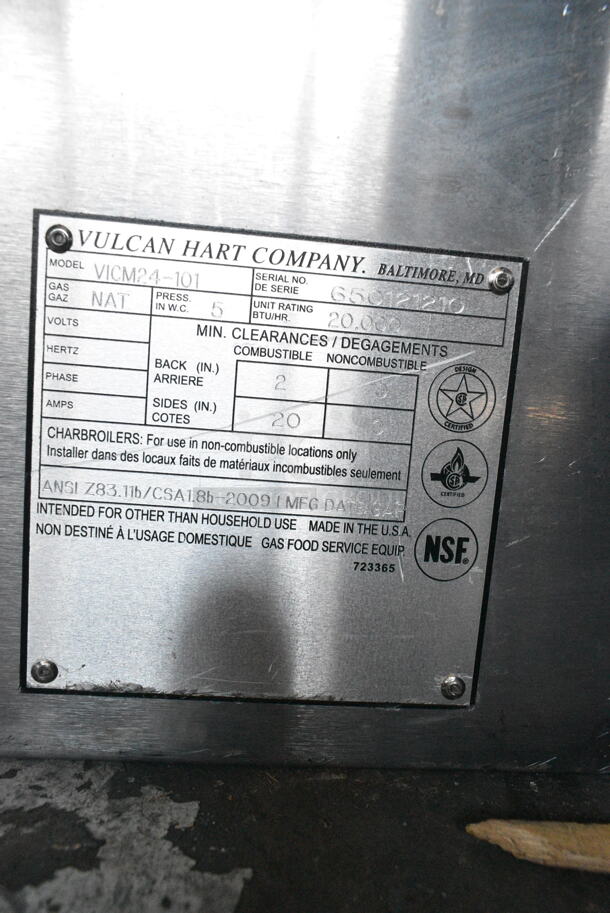 VULCAN HART COMPANY. BALTIMORE, MD
MODEL VICM24-101
SERIAL NO. DE SERIE 650121210
GAS GAZ NAT
PRESS. IN W.C. 5
UNIT RATING BTU/HR. 20.000
VOLTS
HERTZ
PHASE
AMPS
MIN. CLEARANCES / DEGAGEMENTS
COMBUSTIBLE NONCOMBUSTIBLE
BACK (IN.) ARRIERE 2
SIDES (IN.) COTES 20
DESIGN
CERTIFIED
CERTIFIED
CHARBROILERS: For use in non-combustible locations only
Installer dans des locaux faits de matériaux incombustibles seulement
ANSI Z83.11b/CSA1.8b-2009 | MFG DATE
INTENDED FOR OTHER THAN HOUSEHOLD USE MADE IN THE U.S.A.
NON DESTINÉ À L'USAGE DOMESTIQUE GAS FOOD SERVICE EQUIP.
723365
NSF®